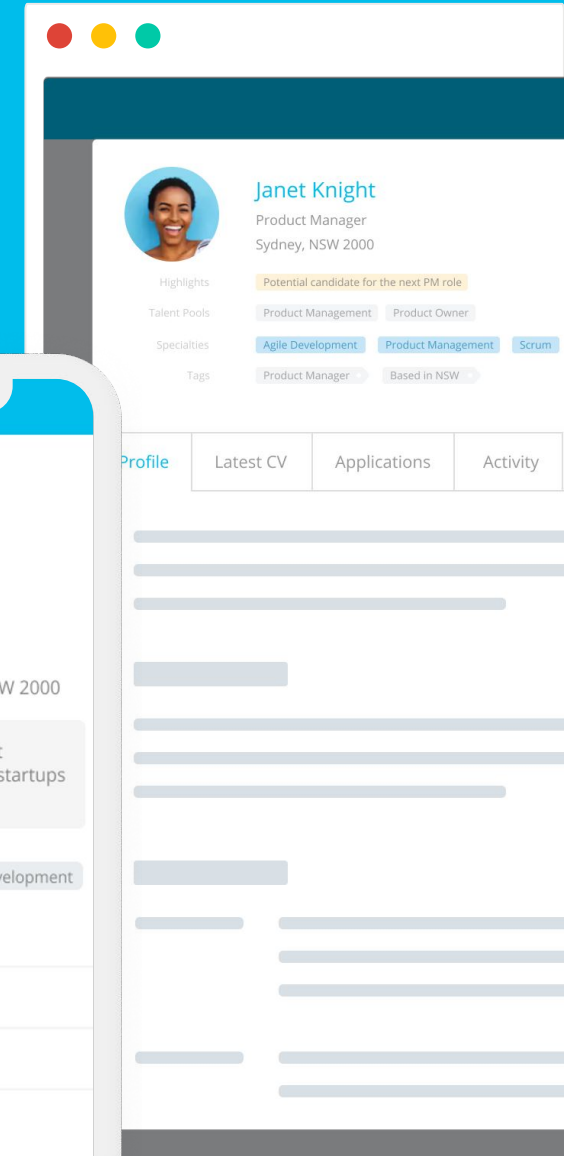 Janet Knight
Product Manager
Sydney, NSW 2000
Highlights Potential candidate for the next PM role
Talent Pools Product Management Product Owner
Specialties Agile Development Product Management Scrum
Tags Product Manager Based in NSW
Profile Latest CV Applications Activity
W 2000
t
startups
velopment